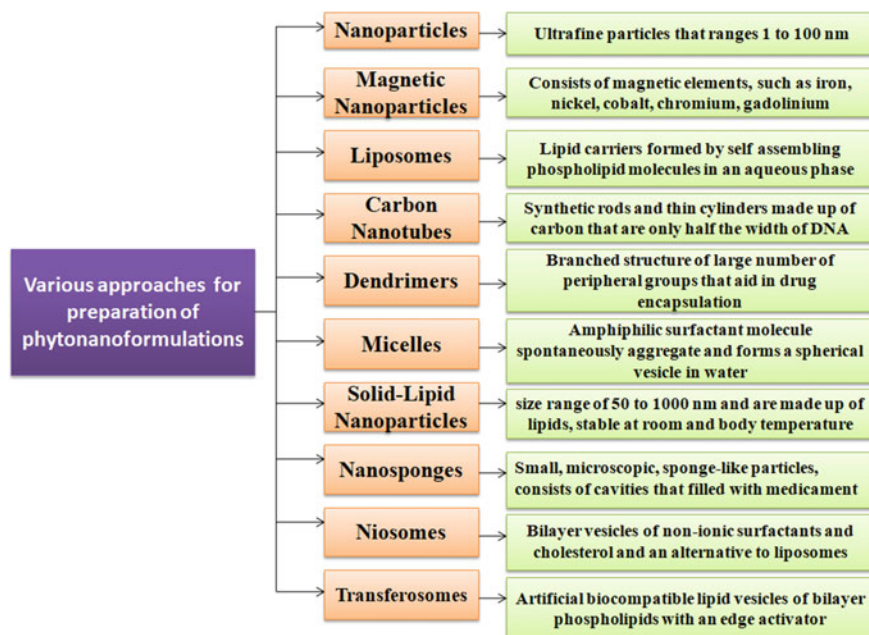 Various approaches for
preparation of
phytonanoformulations
Nanoparticles
Ultrafine particles that ranges 1 to 100 nm
Magnetic
Nanoparticles
Consists of magnetic elements, such as iron,
nickel, cobalt, chromium, gadolinium
Liposomes
Lipid carriers formed by self assembling
phospholipid molecules in an aqueous phase
Carbon
Nanotubes
Synthetic rods and thin cylinders made up of
carbon that are only half the width of DNA
Dendrimers
Branched structure of large number of
peripheral groups that aid in drug
encapsulation
Micelles
Amphiphilic surfactant molecule
spontaneously aggregate and forms a spherical
vesicle in water
Solid-Lipid
Nanoparticles
size range of 50 to 1000 nm and are made up of
lipids, stable at room and body temperature
Nanosponges
Small, microscopic, sponge-like particles,
consists of cavities that filled with medicament
Niosomes
Bilayer vesicles of non-ionic surfactants and
cholesterol and an alternative to liposomes
Transferosomes
Artificial biocompatible lipid vesicles of bilayer
phospholipids with an edge activator